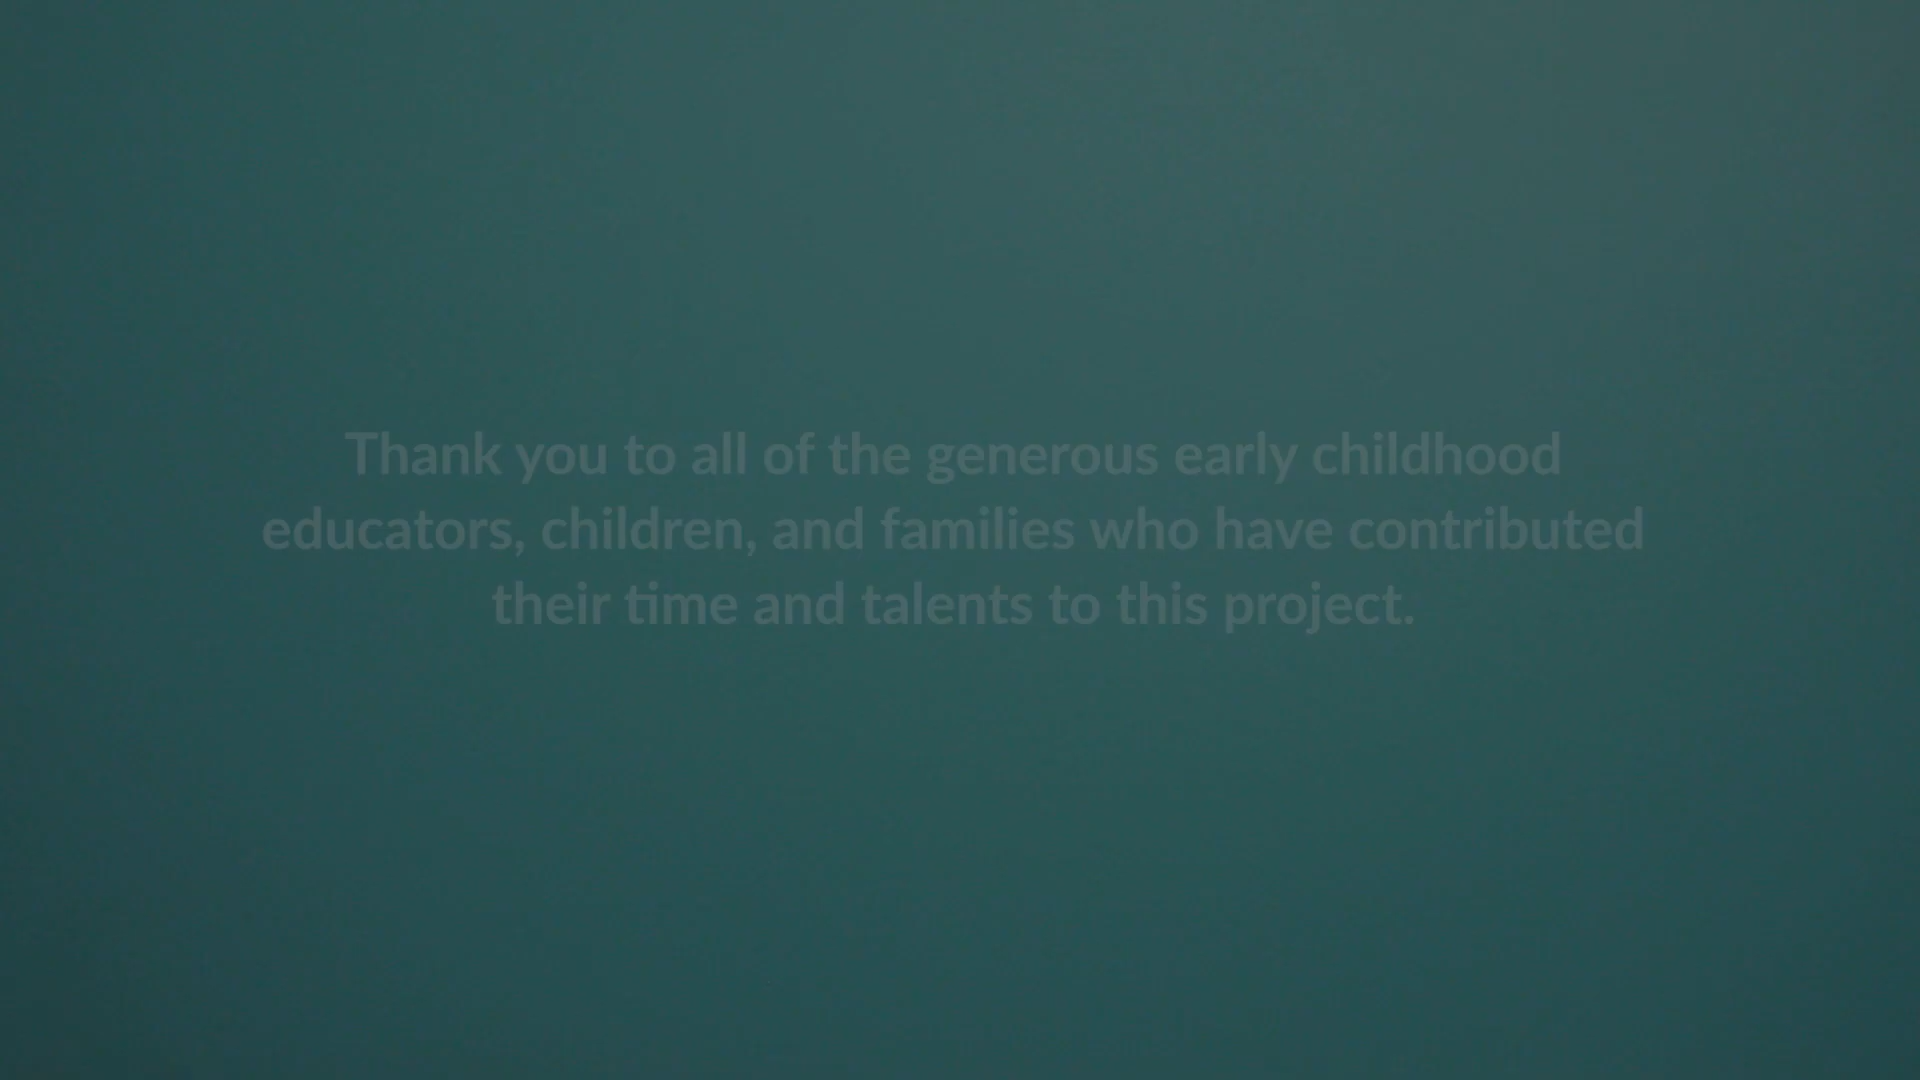 Thank you to all of the generous early childhood
educators, children, and families who have contributed
their time and talents to this project.